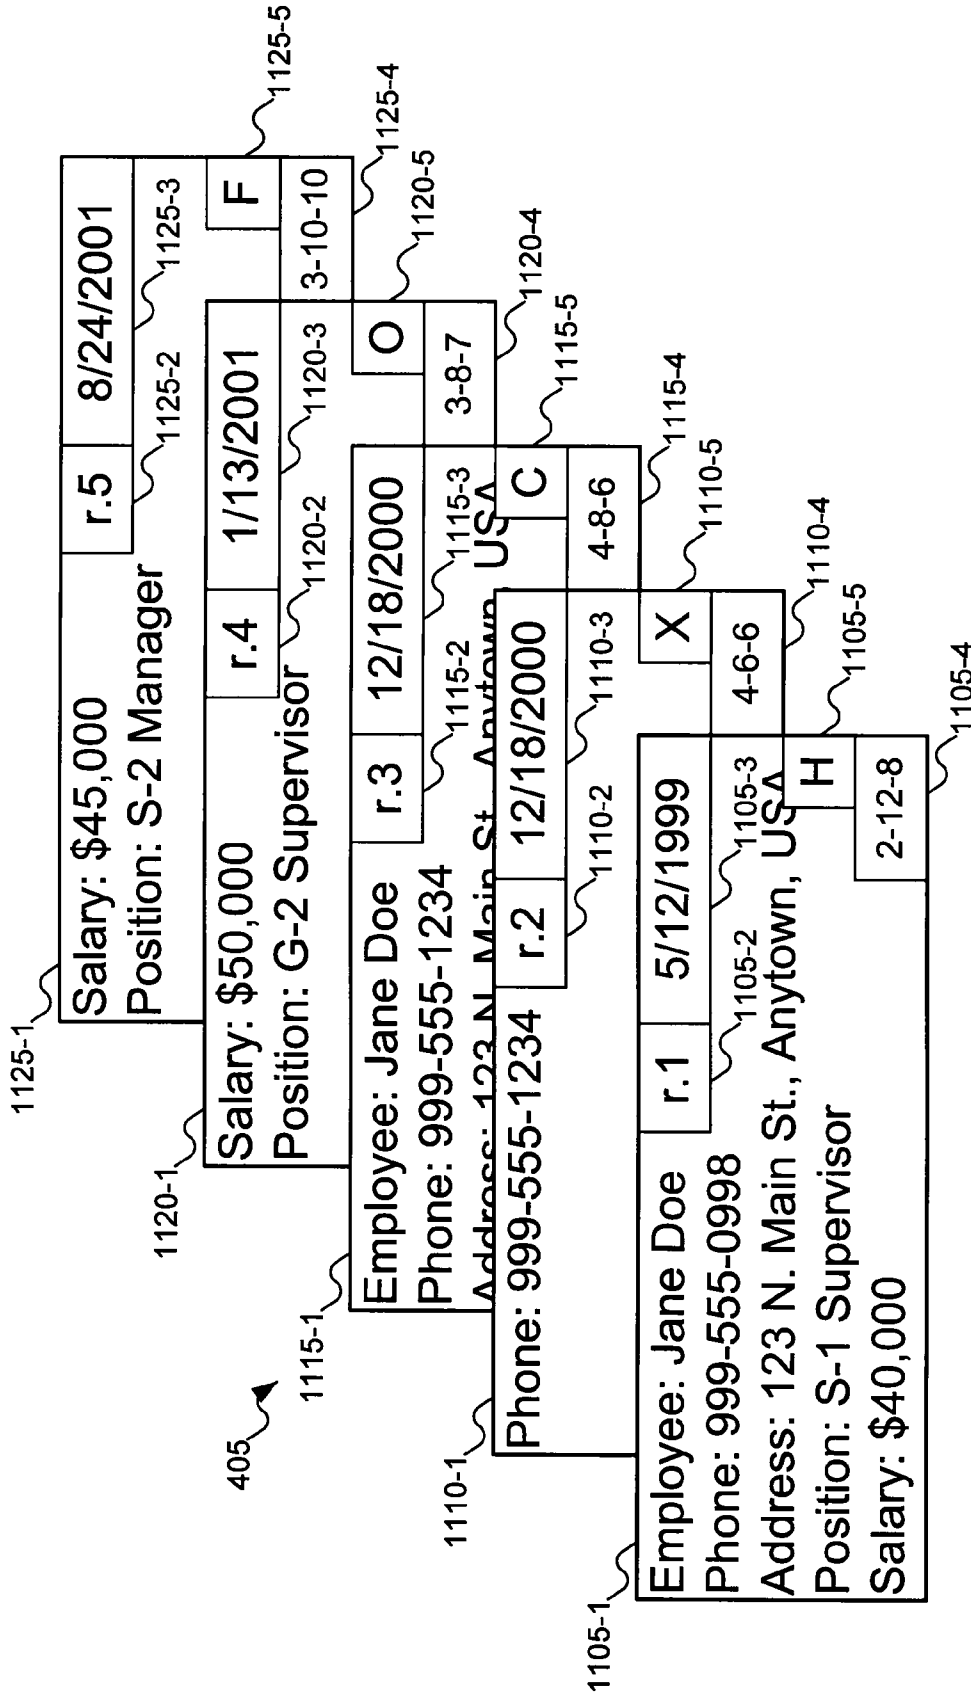 405
1125-1
Salary: $45,000
Position: S-2 Manager
r.5
8/24/2001
1125-2
1125-3
F
1125-5
3-10-10
1125-4
1120-1
Salary: $50,000
Position: G-2 Supervisor
r.4
1/13/2001
1120-2
1120-3
O
1120-5
3-8-7
1120-4
1115-1
Employee: Jane Doe
Phone: 999-555-1234
Address: 123 N. Main St., Anytown, USA
r.3
12/18/2000
1115-2
1115-3
C
1115-5
4-8-6
1115-4
1110-1
Phone: 999-555-1234
r.2
12/18/2000
1110-2
1110-3
X
1110-5
4-6-6
1110-4
1105-1
Employee: Jane Doe
Phone: 999-555-0998
Address: 123 N. Main St., Anytown, USA
Position: S-1 Supervisor
Salary: $40,000
r.1
5/12/1999
1105-2
1105-3
H
1105-5
2-12-8
1105-4